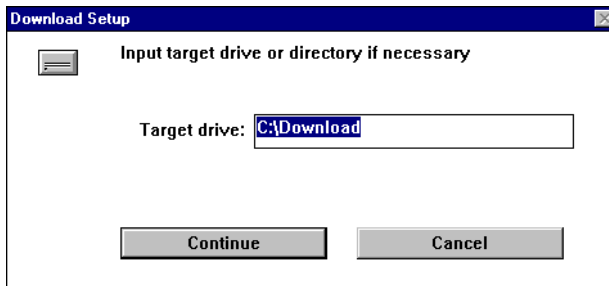 Download Setup
Input target drive or directory if necessary
Target drive: C:\Download
Continue Cancel